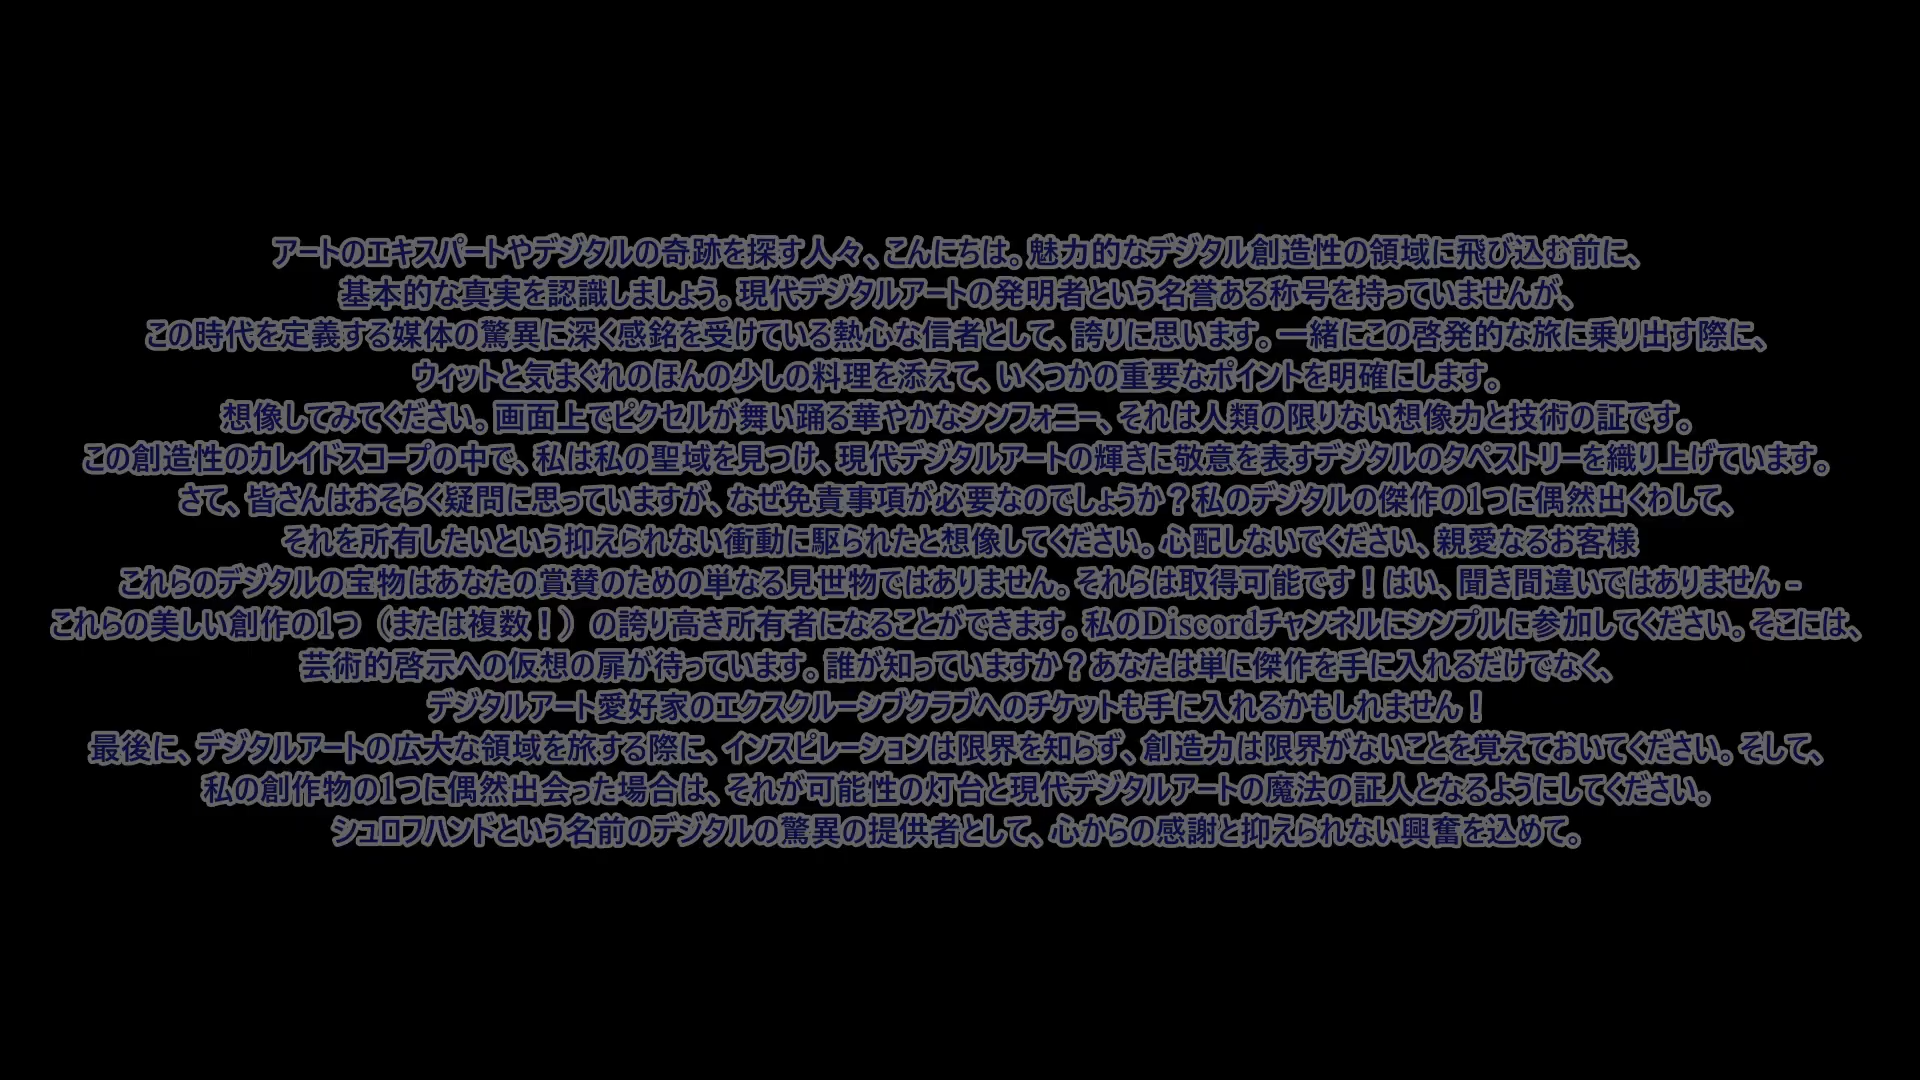 アートのエキスパートやデジタルの奇跡を探す人々、こんにちは。魅力的なデジタル創造性の領域に飛び込む前に、
基本的な真実を認識しましょう。現代デジタルアートの発明者という名誉ある称号を持っていませんが、
この時代を定義する媒体の驚異に深く感銘を受けている熱心な信者として、誇りに思います。一緒にこの啓発的な旅に乗り出す際に、
ウィットと気まぐれのほんの少しの料理を添えて、いくつかの重要なポイントを明確にします。
想像してみてください。画面上でピクセルが舞い踊る華やかなシンフォニー、それは人類の限りない想像力と技術の証です。
この創造性のカレイドスコープの中で、私は私の聖域を見つけ、現代デジタルアートの輝きに敬意を表すデジタルのタペストリーを織り上げています。
さて、皆さんはおそらく疑問に思っていますが、なぜ免責事項が必要なのでしょうか？私のデジタルの傑作の1つに偶然出くわして、
それを所有したいという抑えられない衝動に駆られたと想像してください。心配しないでください、親愛なるお客様
これらのデジタルの宝物はあなたの賞賛のための単なる見世物ではありません。それらは取得可能です！はい、聞き間違いではありません -
これらの美しい創作の1つ（または複数！）の誇り高き所有者になることができます。私のDiscordチャンネルにシンプルに参加してください。そこには、
芸術的啓示への仮想の扉が待っています。誰が知っていますか？あなたは単に傑作を手に入れるだけでなく、
デジタルアート愛好家のエクスクルーシブクラブへのチケットも手に入れるかもしれません！
最後に、デジタルアートの広大な領域を旅する際に、インスピレーションは限界を知らず、創造力は限界がないことを覚えておいてください。そして、
私の創作物の1つに偶然出会った場合は、それが可能性の灯台と現代デジタルアートの魔法の証人となるようにしてください。
シュロフハンドという名前のデジタルの驚異の提供者として、心からの感謝と抑えられない興奮を込めて。